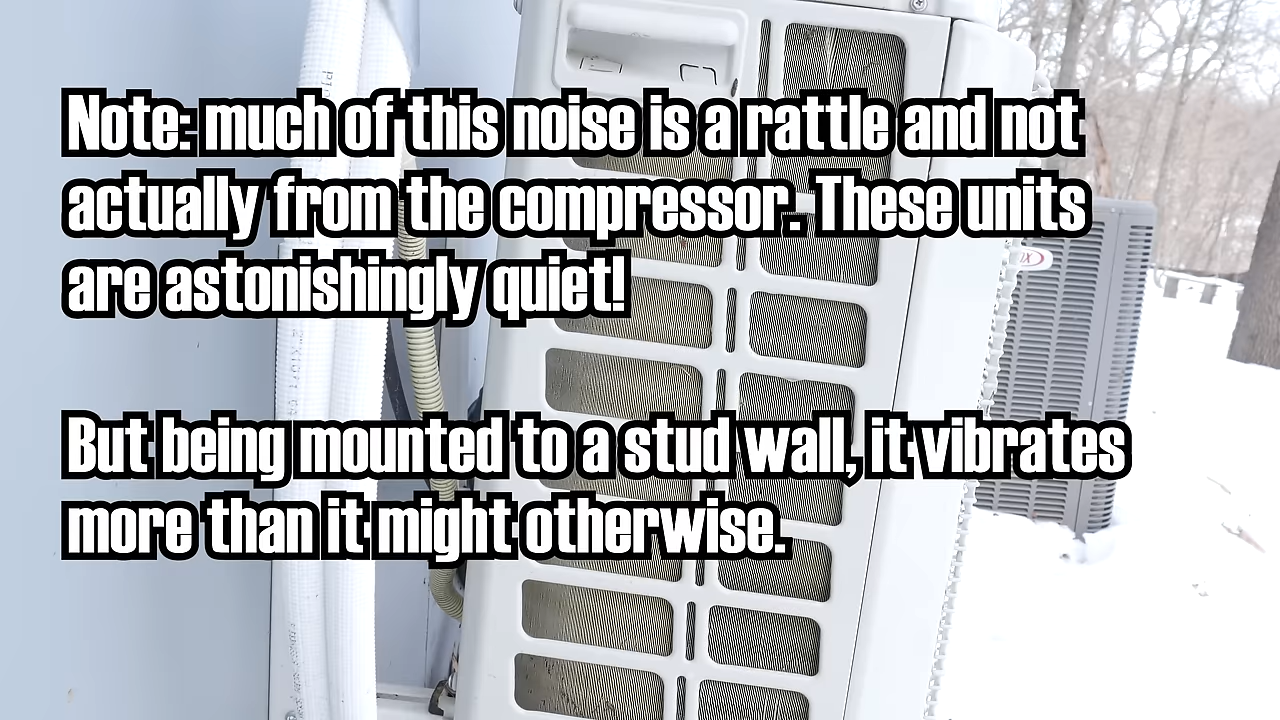 Note: much of this noise is a rattle and not
actually from the compressor. These units
are astonishingly quiet!
But being mounted to a stud wall, it vibrates
more than it might otherwise.